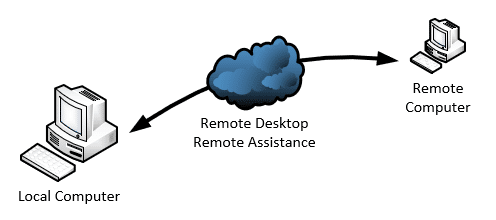 Remote
Computer
Remote Desktop
Remote Assistance
Local Computer